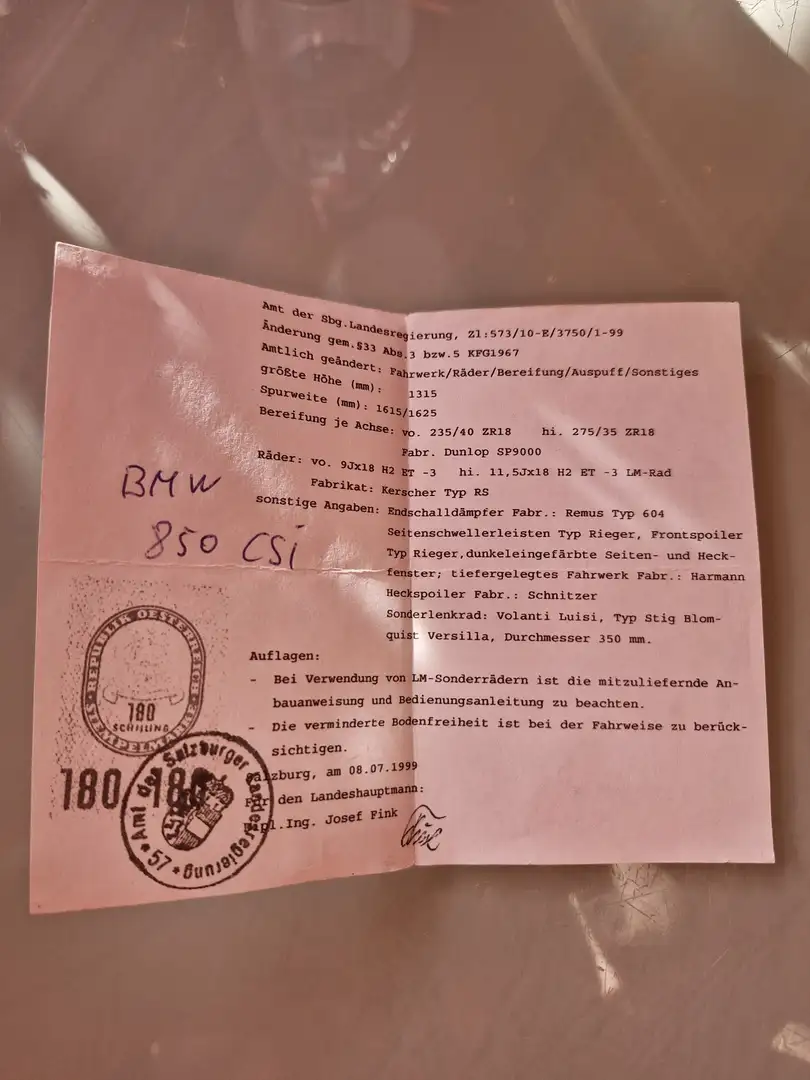 Amt der Sbg.Landesregierung, Zl:573/10-E/3750/1-99
Änderung gem.§33 Abs.3 bzw.5 KFG1967
Amtlich geändert: Fahrwerk/Räder/Bereifung/Auspuff/Sonstiges
größte Höhe (mm): 1315
Spurweite (mm): 1615/1625
Bereifung je Achse: vo. 235/40 ZR18 hi. 275/35 ZR18
Fabr. Dunlop SP9000
Räder: vo. 9Jx18 H2 ET -3 hi. 11,5Jx18 H2 ET -3 LM-Rad
Fabrikat: Kerscher Typ RS
sonstige Angaben: Endschalldämpfer Fabr.: Remus Typ 604
Seitenschwellerleisten Typ Rieger, Frontspoiler
Typ Rieger,dunkeleingefärbte Seiten- und Heck-
fenster; tiefergelegtes Fahrwerk Fabr.: Harmann
Heckspoiler Fabr.: Schnitzer
Sonderlenkrad: Volanti Luisi, Typ Stig Blom-
quist Versilla, Durchmesser 350 mm.
BMW
850 CSi
Auflagen:
- Bei Verwendung von LM-Sonderrädern ist die mitzuliefernde An-
bauanweisung und Bedienungsanleitung zu beachten.
- Die verminderte Bodenfreiheit ist bei der Fahrweise zu berück-
sichtigen.
Salzburg, am 08.07.1999
Für den Landeshauptmann:
Dipl.Ing. Josef Fink
REPUBLIK OESTERREICH
180
SCHILLING
180 180
Amt der Salzburger Landesregierung
* 57 *